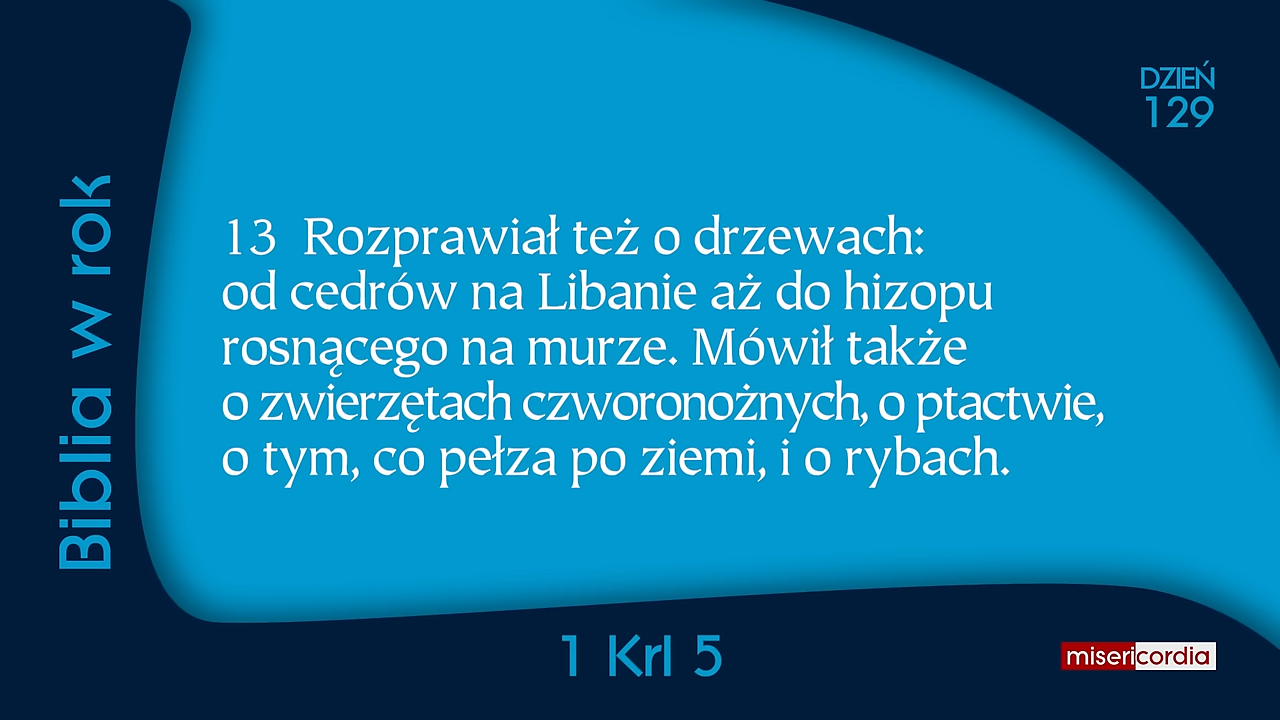 DZIEŃ
129
Biblia w rok
13 Rozprawiał też o drzewach:
od cedrów na Libanie aż do hizopu
rosnącego na murze. Mówił także
o zwierzętach czworonożnych, o ptactwie,
o tym, co pełza po ziemi, i o rybach.
1 Krl 5
misericordia